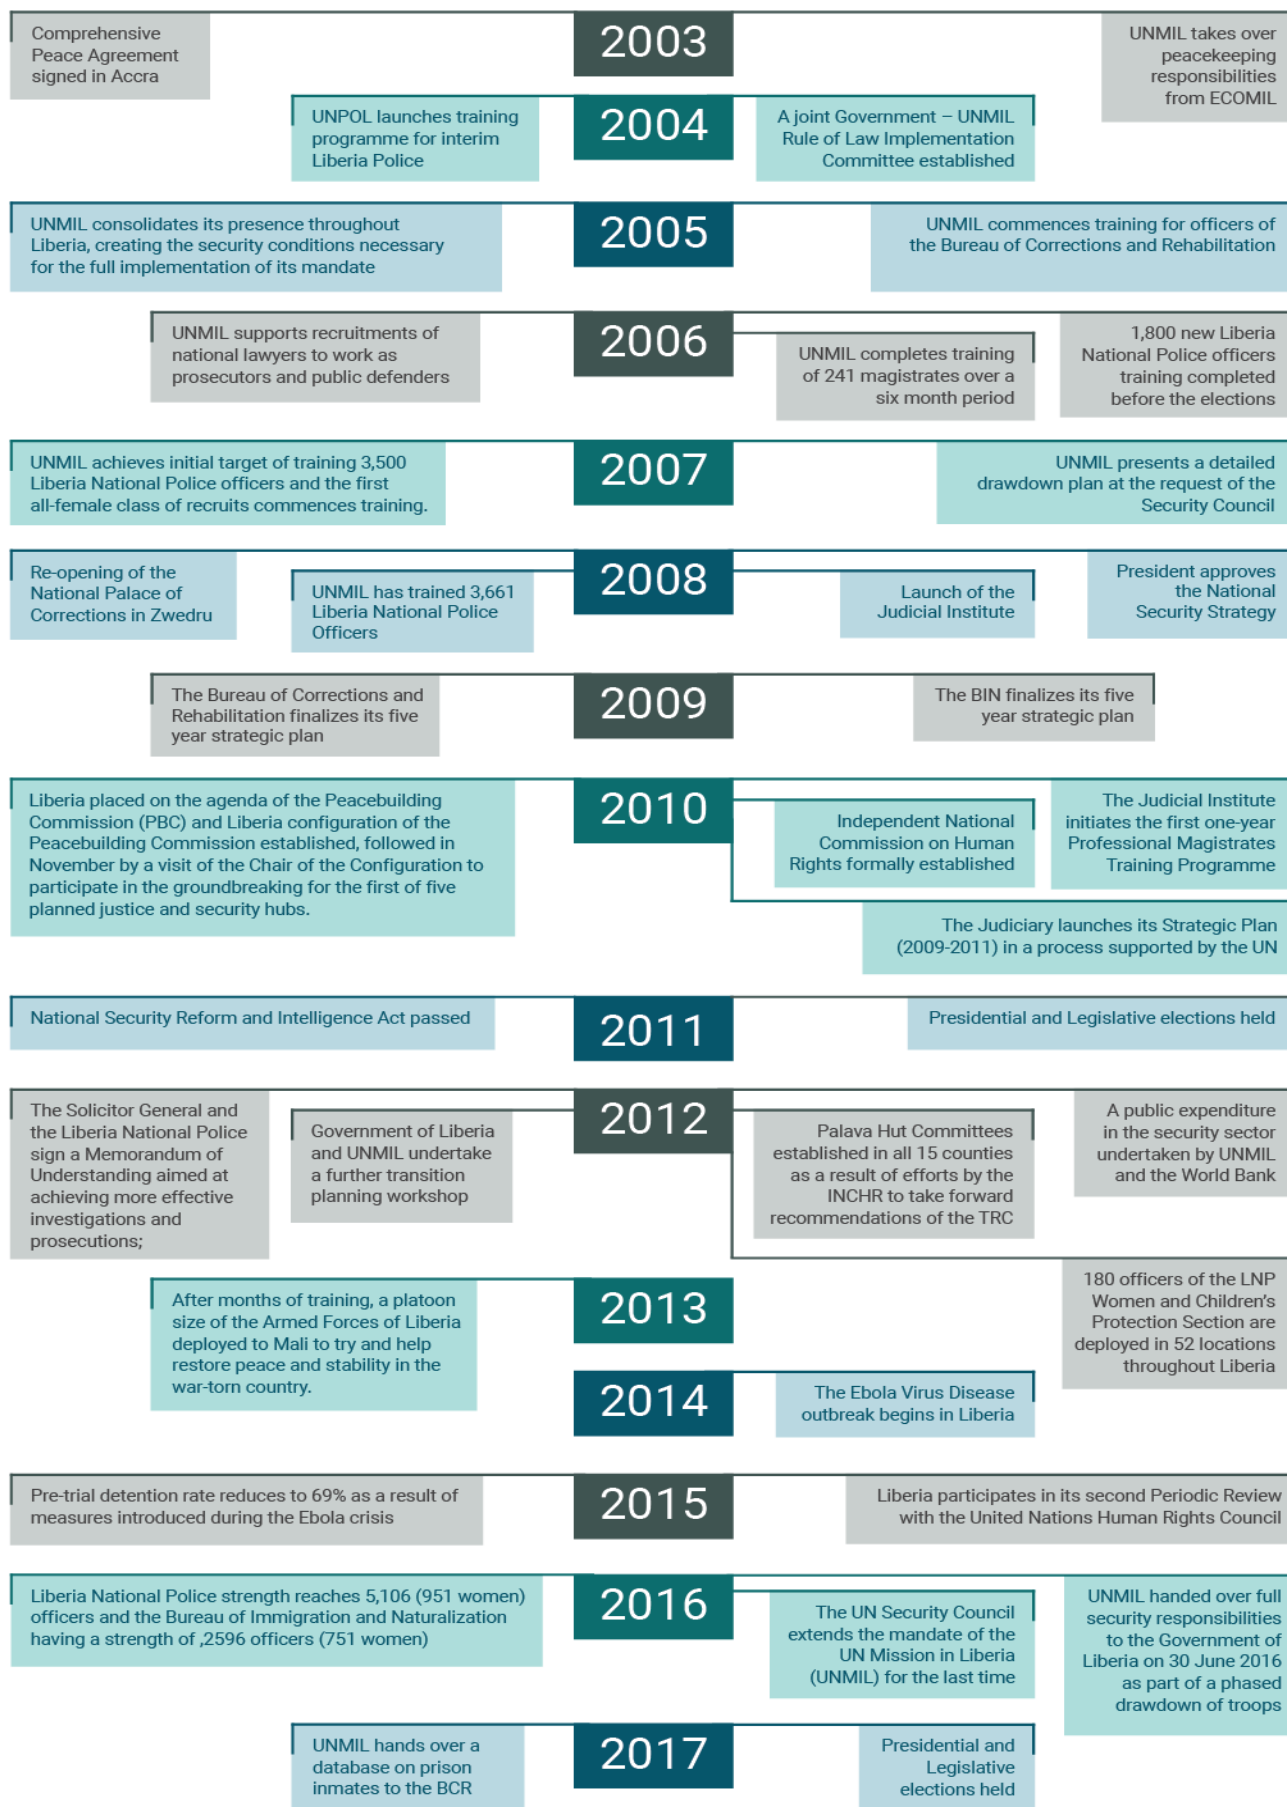 2003
Comprehensive
Peace Agreement
signed in Accra
UNMIL takes over
peacekeeping
responsibilities
from ECOMIL
2004
UNPOL launches training
programme for interim
Liberia Police
A joint Government – UNMIL
Rule of Law Implementation
Committee established
2005
UNMIL consolidates its presence throughout
Liberia, creating the security conditions necessary
for the full implementation of its mandate
UNMIL commences training for officers of
the Bureau of Corrections and Rehabilitation
2006
UNMIL supports recruitments of
national lawyers to work as
prosecutors and public defenders
UNMIL completes training
of 241 magistrates over a
six month period
1,800 new Liberia
National Police officers
training completed
before the elections
2007
UNMIL achieves initial target of training 3,500
Liberia National Police officers and the first
all-female class of recruits commences training.
UNMIL presents a detailed
drawdown plan at the request of the
Security Council
2008
Re-opening of the
National Palace of
Corrections in Zwedru
UNMIL has trained 3,661
Liberia National Police
Officers
Launch of the
Judicial Institute
President approves
the National
Security Strategy
2009
The Bureau of Corrections and
Rehabilitation finalizes its five
year strategic plan
The BIN finalizes its five
year strategic plan
2010
Liberia placed on the agenda of the Peacebuilding
Commission (PBC) and Liberia configuration of the
Peacebuilding Commission established, followed in
November by a visit of the Chair of the Configuration to
participate in the groundbreaking for the first of five
planned justice and security hubs.
Independent National
Commission on Human
Rights formally established
The Judicial Institute
initiates the first one-year
Professional Magistrates
Training Programme
The Judiciary launches its Strategic Plan
(2009-2011) in a process supported by the UN
2011
National Security Reform and Intelligence Act passed
Presidential and Legislative elections held
2012
The Solicitor General and
the Liberia National Police
sign a Memorandum of
Understanding aimed at
achieving more effective
investigations and
prosecutions;
Government of Liberia
and UNMIL undertake
a further transition
planning workshop
Palava Hut Committees
established in all 15 counties
as a result of efforts by the
INCHR to take forward
recommendations of the TRC
A public expenditure
in the security sector
undertaken by UNMIL
and the World Bank
180 officers of the LNP
Women and Children's
Protection Section are
deployed in 52 locations
throughout Liberia
2013
After months of training, a platoon
size of the Armed Forces of Liberia
deployed to Mali to try and help
restore peace and stability in the
war-torn country.
2014
The Ebola Virus Disease
outbreak begins in Liberia
2015
Pre-trial detention rate reduces to 69% as a result of
measures introduced during the Ebola crisis
Liberia participates in its second Periodic Review
with the United Nations Human Rights Council
2016
Liberia National Police strength reaches 5,106 (951 women)
officers and the Bureau of Immigration and Naturalization
having a strength of ,2596 officers (751 women)
The UN Security Council
extends the mandate of the
UN Mission in Liberia
(UNMIL) for the last time
UNMIL handed over full
security responsibilities
to the Government of
Liberia on 30 June 2016
as part of a phased
drawdown of troops
2017
UNMIL hands over a
database on prison
inmates to the BCR
Presidential and
Legislative
elections held